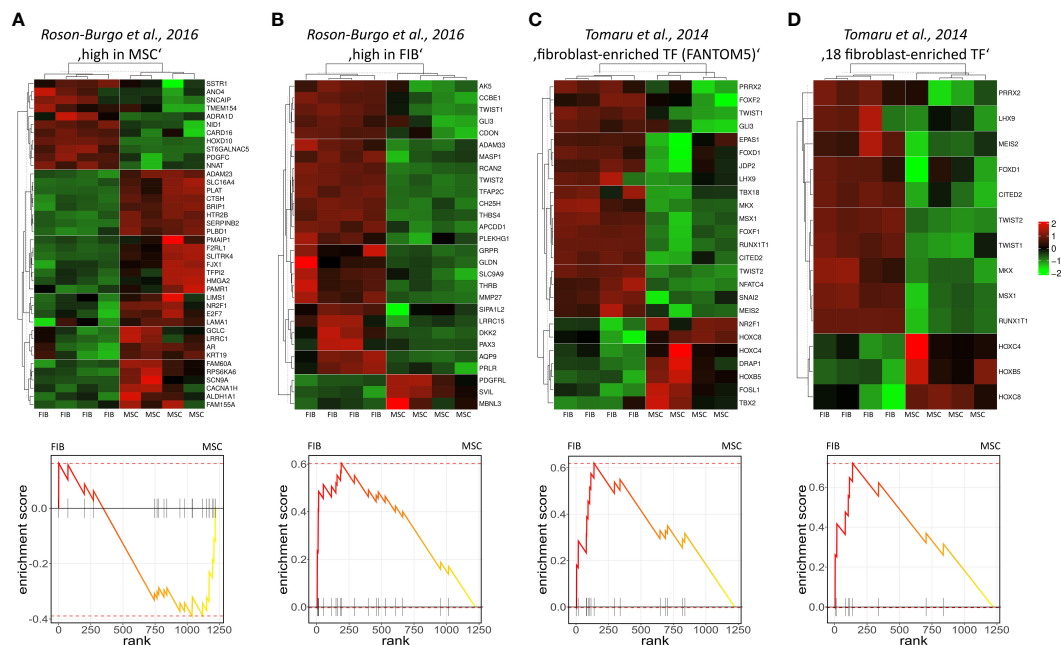 A
Roson-Burgo et al., 2016
‚high in MSC‘
SSTR1
ANO4
SNCAIP
TMEM154
ADRA1D
NID1
CARD16
HOXD10
ST6GALNAC5
PDGFC
NNAT
ADAM23
SLC16A4
PLAT
CTSH
BRIP1
HTR2B
SERPINB2
PLBD1
PMAIP1
F2RL1
SLITRK4
FJX1
TFPI2
HMGA2
PAMR1
LIMS1
NR2F1
E2F7
LAMA1
GCLC
LRRC1
AR
KRT19
FAM60A
RPS6KA6
SCN9A
CACNA1H
ALDH1A1
FAM155A
FIB FIB FIB FIB MSC MSC MSC MSC
FIB MSC
enrichment score
0.0
-0.2
-0.4
0 250 500 750 1000 1250
rank
B
Roson-Burgo et al., 2016
‚high in FIB‘
AK5
CCBE1
TWIST1
GLI3
CDON
ADAM33
MASP1
RCAN2
TWIST2
TFAP2C
CH25H
THBS4
APCDD1
PLEKHG1
GRPR
GLDN
SLC9A9
THRB
MMP27
SIPA1L2
LRRC15
DKK2
PAX3
AQP9
PRLR
PDGFRL
SVIL
MBNL3
FIB FIB FIB FIB MSC MSC MSC MSC
FIB MSC
enrichment score
0.6
0.4
0.2
0.0
0 250 500 750 1000 1250
rank
C
Tomaru et al., 2014
‚fibroblast-enriched TF (FANTOM5)‘
PRRX2
FOXF2
TWIST1
GLI3
EPAS1
FOXD1
JDP2
LHX9
TBX18
MKX
MSX1
FOXF1
RUNX1T1
CITED2
TWIST2
NFATC4
SNAI2
MEIS2
NR2F1
HOXC8
HOXC4
DRAP1
HOXB5
FOSL1
TBX2
FIB FIB FIB FIB MSC MSC MSC MSC
FIB MSC
enrichment score
0.6
0.4
0.2
0.0
0 250 500 750 1000 1250
rank
D
Tomaru et al., 2014
‚18 fibroblast-enriched TF‘
PRRX2
LHX9
MEIS2
FOXD1
CITED2
TWIST2
TWIST1
MKX
MSX1
RUNX1T1
HOXC4
HOXB5
HOXC8
FIB FIB FIB FIB MSC MSC MSC MSC
2
1
0
−1
−2
FIB MSC
enrichment score
0.6
0.4
0.2
0.0
0 250 500 750 1000 1250
rank